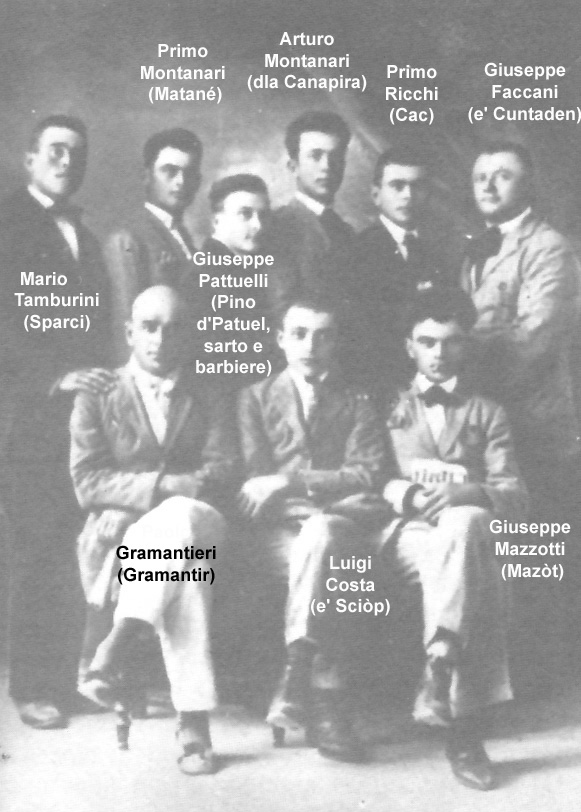 Primo
Montanari
(Matané)
Arturo
Montanari
(dla Canapira)
Primo
Ricchi
(Cac)
Giuseppe
Faccani
(e' Cuntaden)
Mario
Tamburini
(Sparci)
Giuseppe
Pattuelli
(Pino
d'Patuel,
sarto e
barbiere)
Gramantieri
(Gramantir)
Luigi
Costa
(e' Sciòp)
Giuseppe
Mazzotti
(Mazòt)